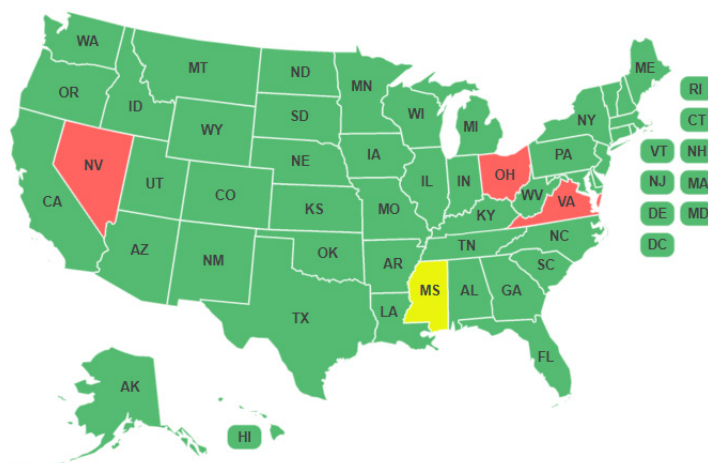 WA
MT
ND
MN
ME
OR
ID
SD
WI
MI
NY
RI
WY
CT
NV
NE
IA
PA
VT
NH
CA
UT
CO
IL
IN
OH
WV
VA
NJ
MA
KS
MO
KY
DE
MD
AZ
NM
OK
AR
TN
NC
DC
SC
MS
AL
GA
TX
LA
FL
AK
HI